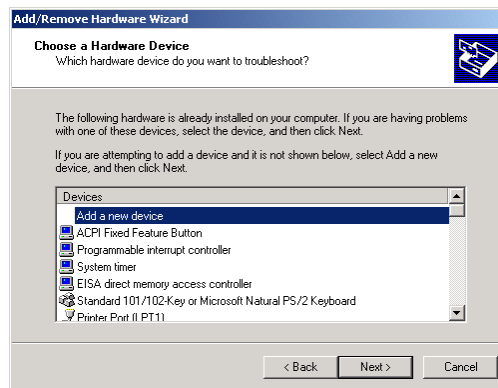 Add/Remove Hardware Wizard
Choose a Hardware Device
Which hardware device do you want to troubleshoot?
The following hardware is already installed on your computer. If you are having problems
with one of these devices, select the device, and then click Next.
If you are attempting to add a device and it is not shown below, select Add a new
device, and then click Next.
Devices
Add a new device
ACPI Fixed Feature Button
Programmable interrupt controller
System timer
EISA direct memory access controller
Standard 101/102-Key or Microsoft Natural PS/2 Keyboard
Printer Port (LPT1)
< Back
Next >
Cancel